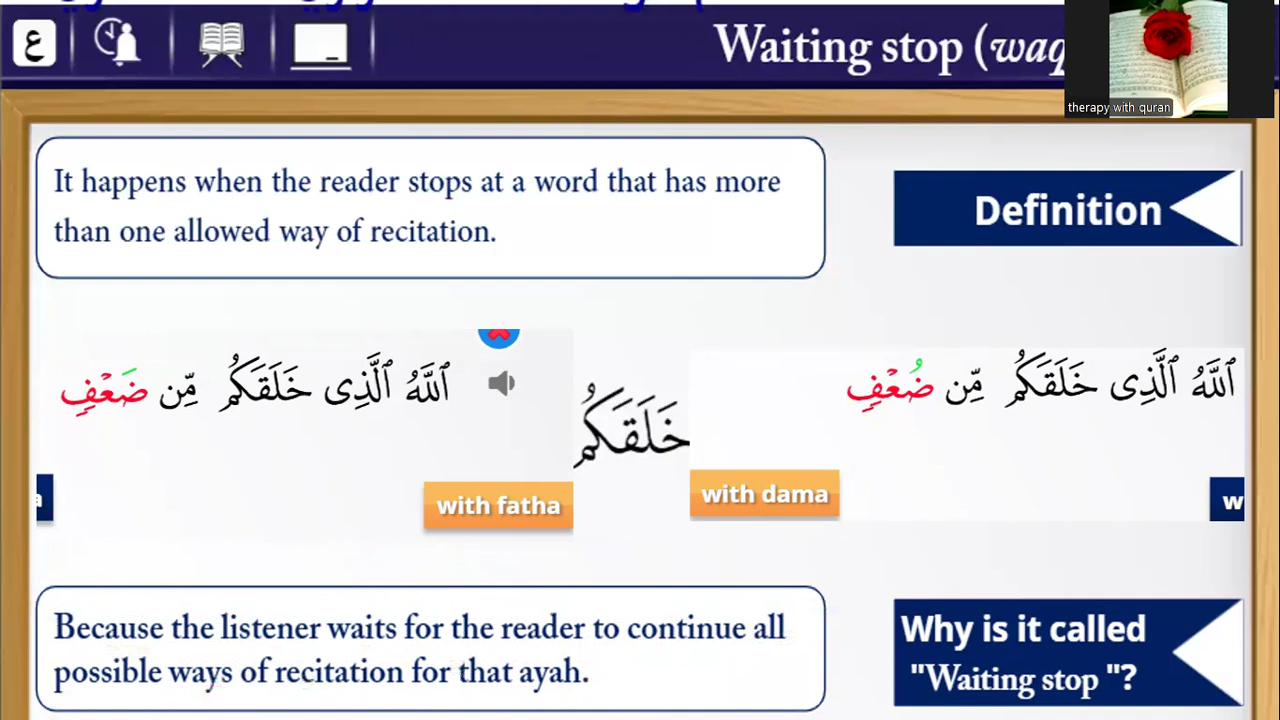 ع
Waiting stop (waq
therapy with quran
It happens when the reader stops at a word that has more
than one allowed way of recitation.
Definition
ٱللَّهُ ٱلَّذِى خَلَقَكُم مِّن ضَعْفٍ
خَلَقَكُم
ٱللَّهُ ٱلَّذِى خَلَقَكُم مِّن ضُعْفٍ
with fatha
with dama
a
w
Because the listener waits for the reader to continue all
possible ways of recitation for that ayah.
Why is it called
"Waiting stop "?